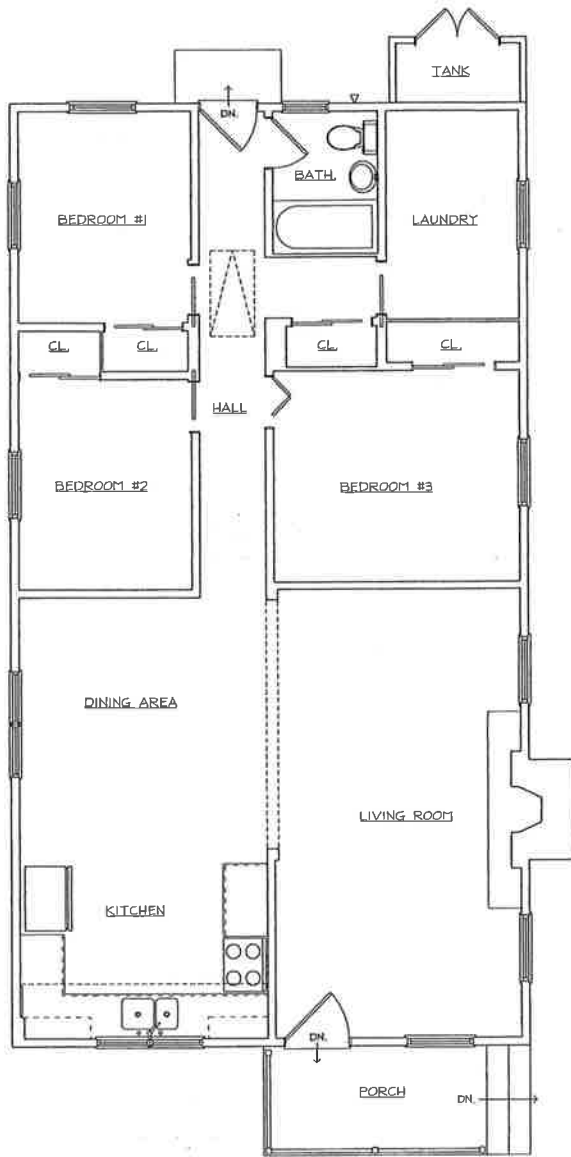 TANK
DN.
BATH.
BEDROOM #1
LAUNDRY
CL.
CL.
CL.
CL.
HALL
BEDROOM #2
BEDROOM #3
DINING AREA
LIVING ROOM
KITCHEN
DN.
PORCH
DN.